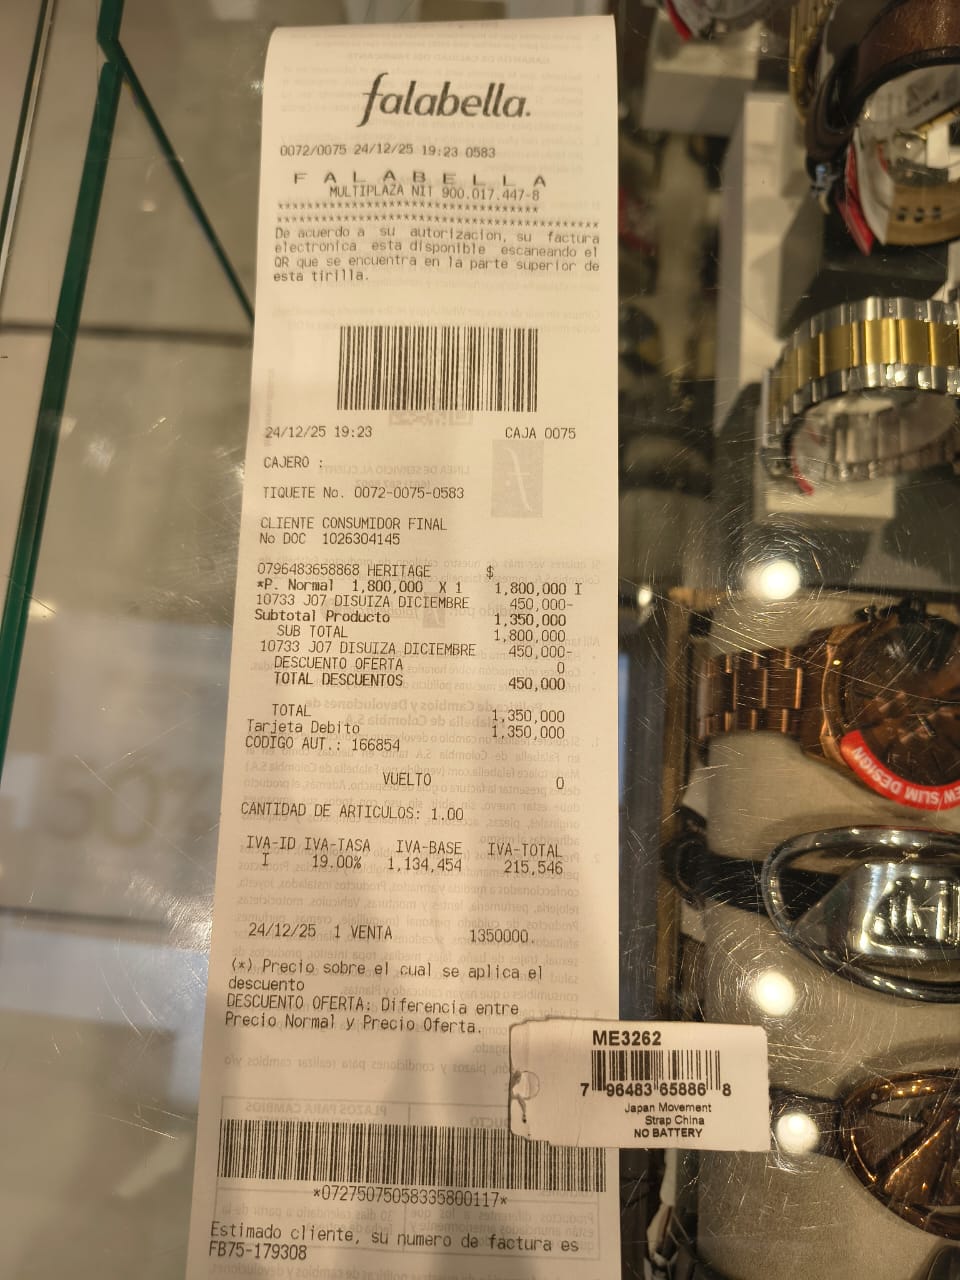 falabella.
0072/0075 24/12/25 19:23 0583
F A L A B E L L A
MULTIPLAZA NIT 900.017.447-8
****************************************
****************************************
De acuerdo a su autorizacion, su factura
electronica esta disponible escaneando el
QR que se encuentra en la parte superior de
esta tirilla.
24/12/25 19:23 CAJA 0075
CAJERO :
TIQUETE No. 0072-0075-0583
CLIENTE CONSUMIDOR FINAL
No DOC 1026304145
0796483658868 HERITAGE $
*P. Normal 1,800,000 X 1 1,800,000 I
10733 J07 DISUIZA DICIEMBRE 450,000-
Subtotal Producto 1,350,000
SUB TOTAL 1,800,000
10733 J07 DISUIZA DICIEMBRE 450,000-
DESCUENTO OFERTA 0
TOTAL DESCUENTOS 450,000
TOTAL 1,350,000
Tarjeta Debito 1,350,000
CODIGO AUT.: 166854
VUELTO 0
CANTIDAD DE ARTICULOS: 1.00
IVA-ID IVA-TASA IVA-BASE IVA-TOTAL
I 19.00% 1,134,454 215,546
24/12/25 1 VENTA 1350000.
(*) Precio sobre el cual se aplica el
descuento
DESCUENTO OFERTA: Diferencia entre
Precio Normal y Precio Oferta.
*07275075058335800117*
Estimado cliente, su numero de factura es
FB75-179308
ME3262
7 96483 65886 8
Japan Movement
Strap China
NO BATTERY
SLIM DESIGN